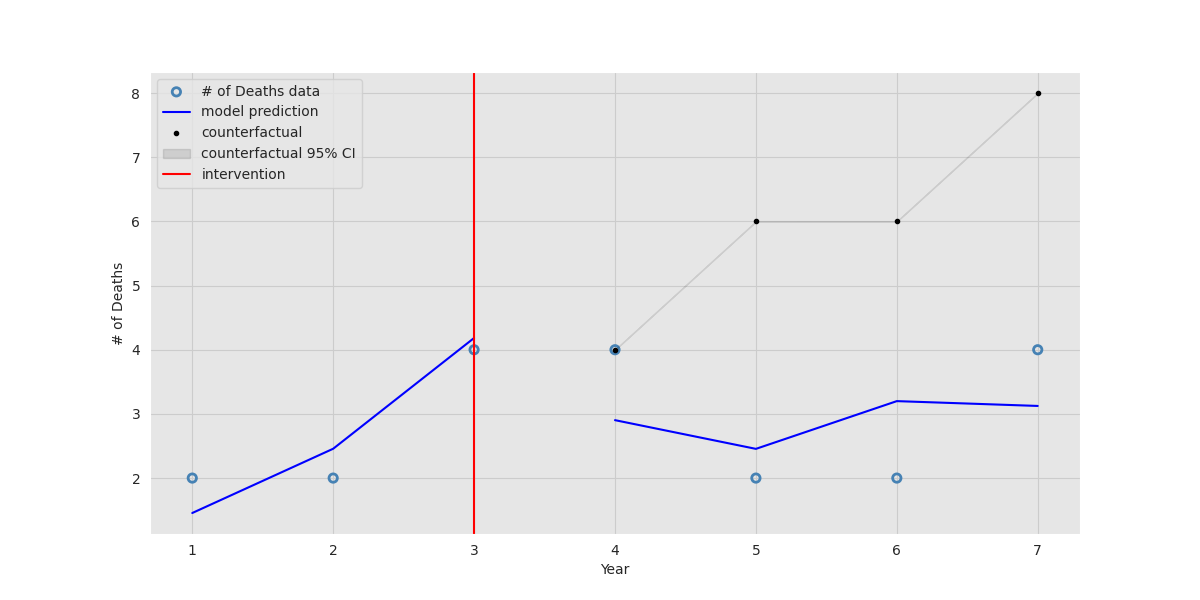 # of Deaths data
model prediction
counterfactual
counterfactual 95% CI
intervention
# of Deaths
8
7
6
5
4
3
2
1 2 3 4 5 6 7
Year